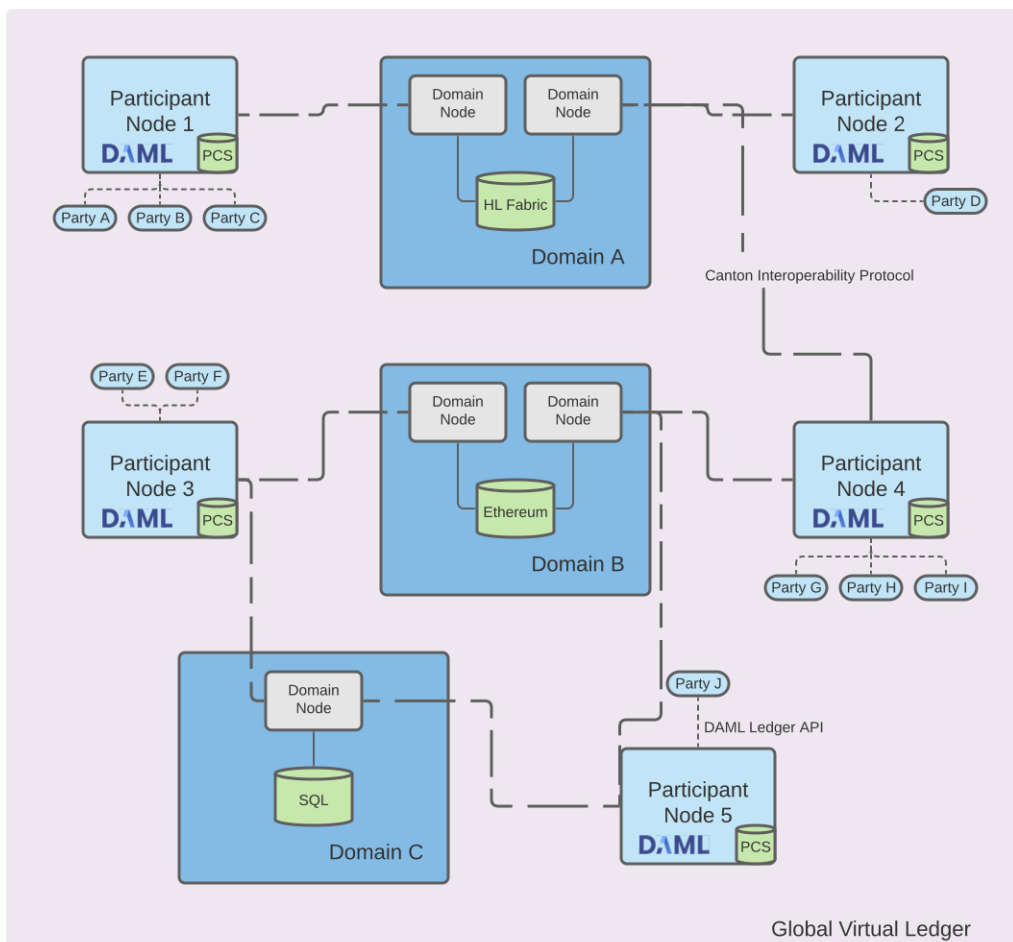 Participant
Node 1
DAML
PCS
Party A
Party B
Party C
Domain
Node
Domain
Node
HL Fabric
Domain A
Participant
Node 2
DAML
PCS
Party D
Canton Interoperability Protocol
Party E
Party F
Participant
Node 3
DAML
PCS
Domain
Node
Domain
Node
Ethereum
Domain B
Participant
Node 4
DAML
PCS
Party G
Party H
Party I
Domain
Node
SQL
Domain C
Party J
DAML Ledger API
Participant
Node 5
DAML
PCS
Global Virtual Ledger